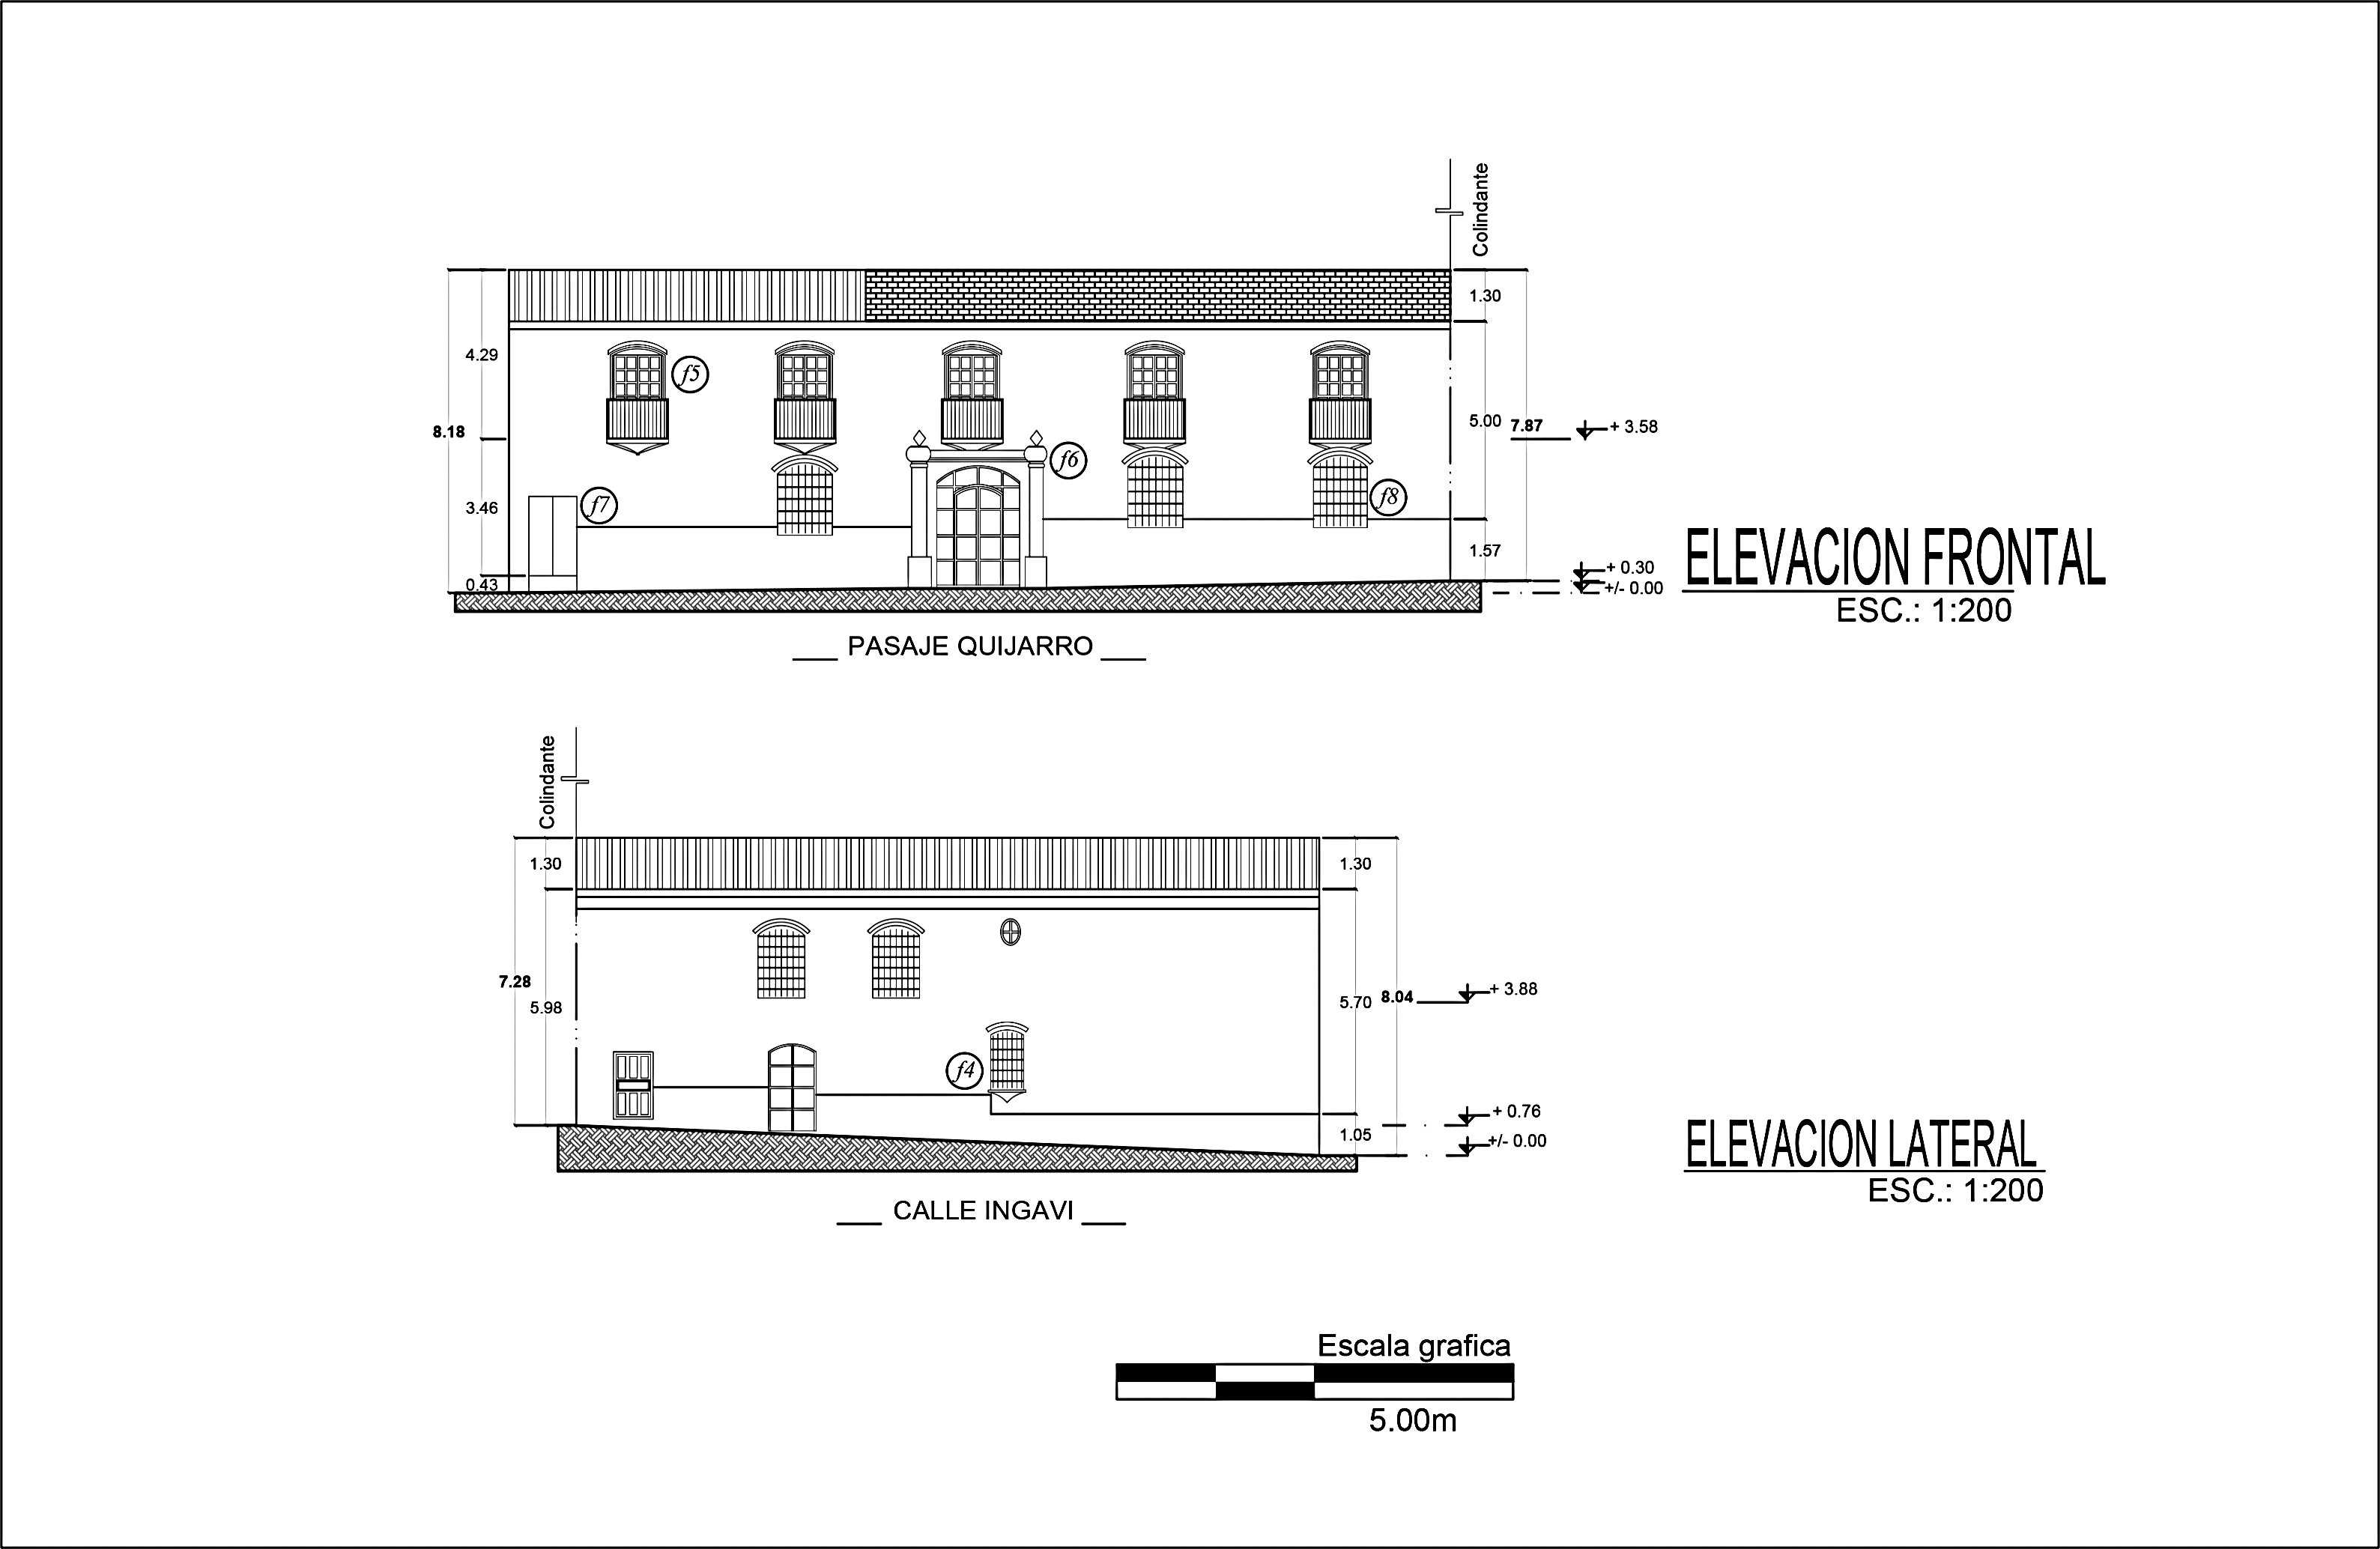 Colindante
1.30
4.29
f5
8.18
5.00
7.87
+ 3.58
f6
3.46
f7
f8
1.57
0.43
+ 0.30
+/- 0.00
ELEVACION FRONTAL
ESC.: 1:200
PASAJE QUIJARRO
Colindante
1.30
1.30
7.28
5.98
5.70
8.04
+ 3.88
f4
+ 0.76
1.05
+/- 0.00
ELEVACION LATERAL
ESC.: 1:200
CALLE INGAVI
Escala grafica
5.00m